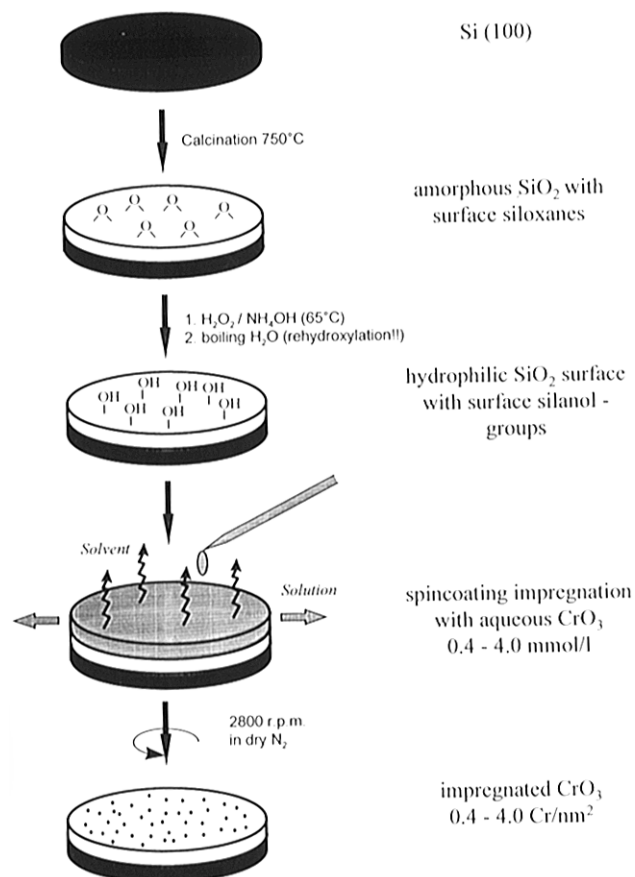 Si (100)
Calcination 750°C
amorphous SiO₂ with
surface siloxanes
O O O O O O
1. H₂O₂ / NH₄OH (65°C)
2. boiling H₂O (rehydroxylation!!)
hydrophilic SiO₂ surface
with surface silanol -
groups
OH OH OH OH OH OH OH
Solvent
Solution
spincoating impregnation
with aqueous CrO₃
0.4 - 4.0 mmol/l
2800 r.p.m.
in dry N₂
impregnated CrO₃
0.4 - 4.0 Cr/nm²